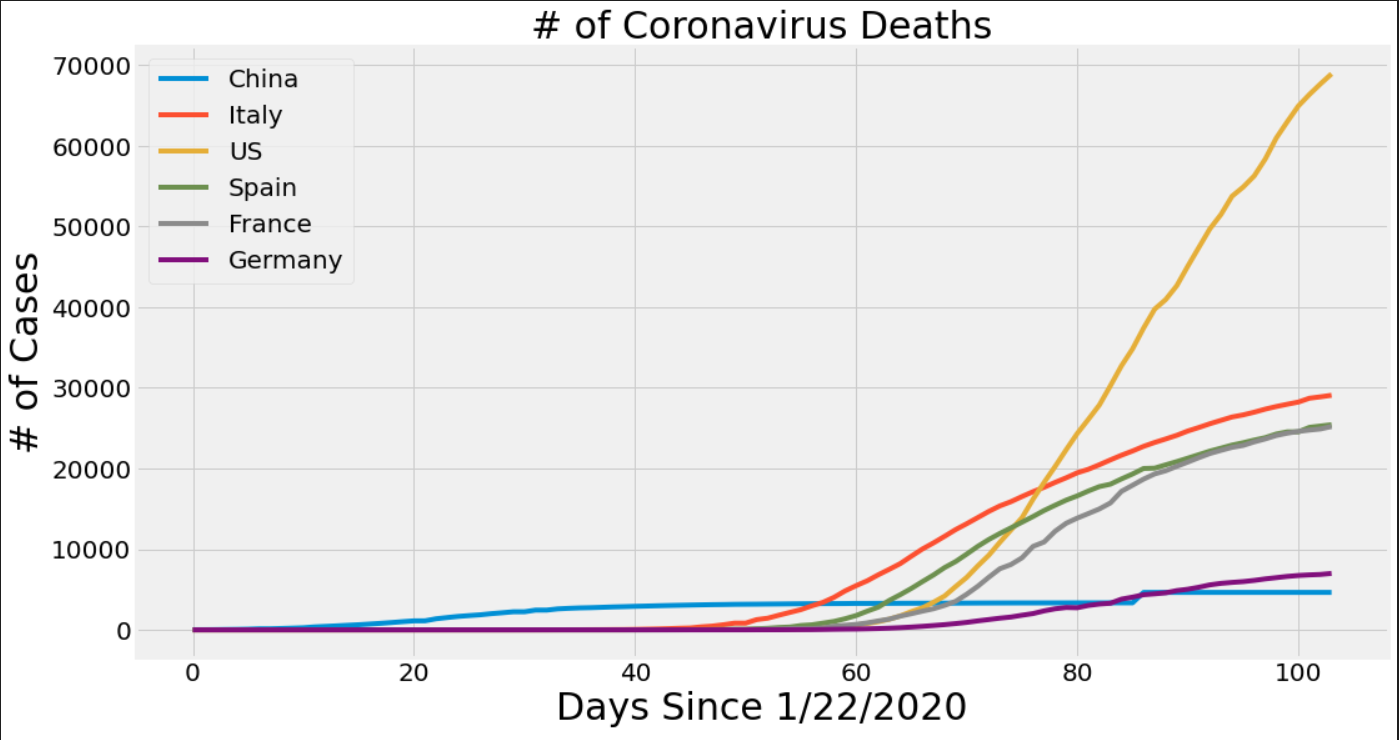 # of Coronavirus Deaths
70000
60000
50000
40000
30000
20000
10000
0
# of Cases
China
Italy
US
Spain
France
Germany
0 20 40 60 80 100
Days Since 1/22/2020